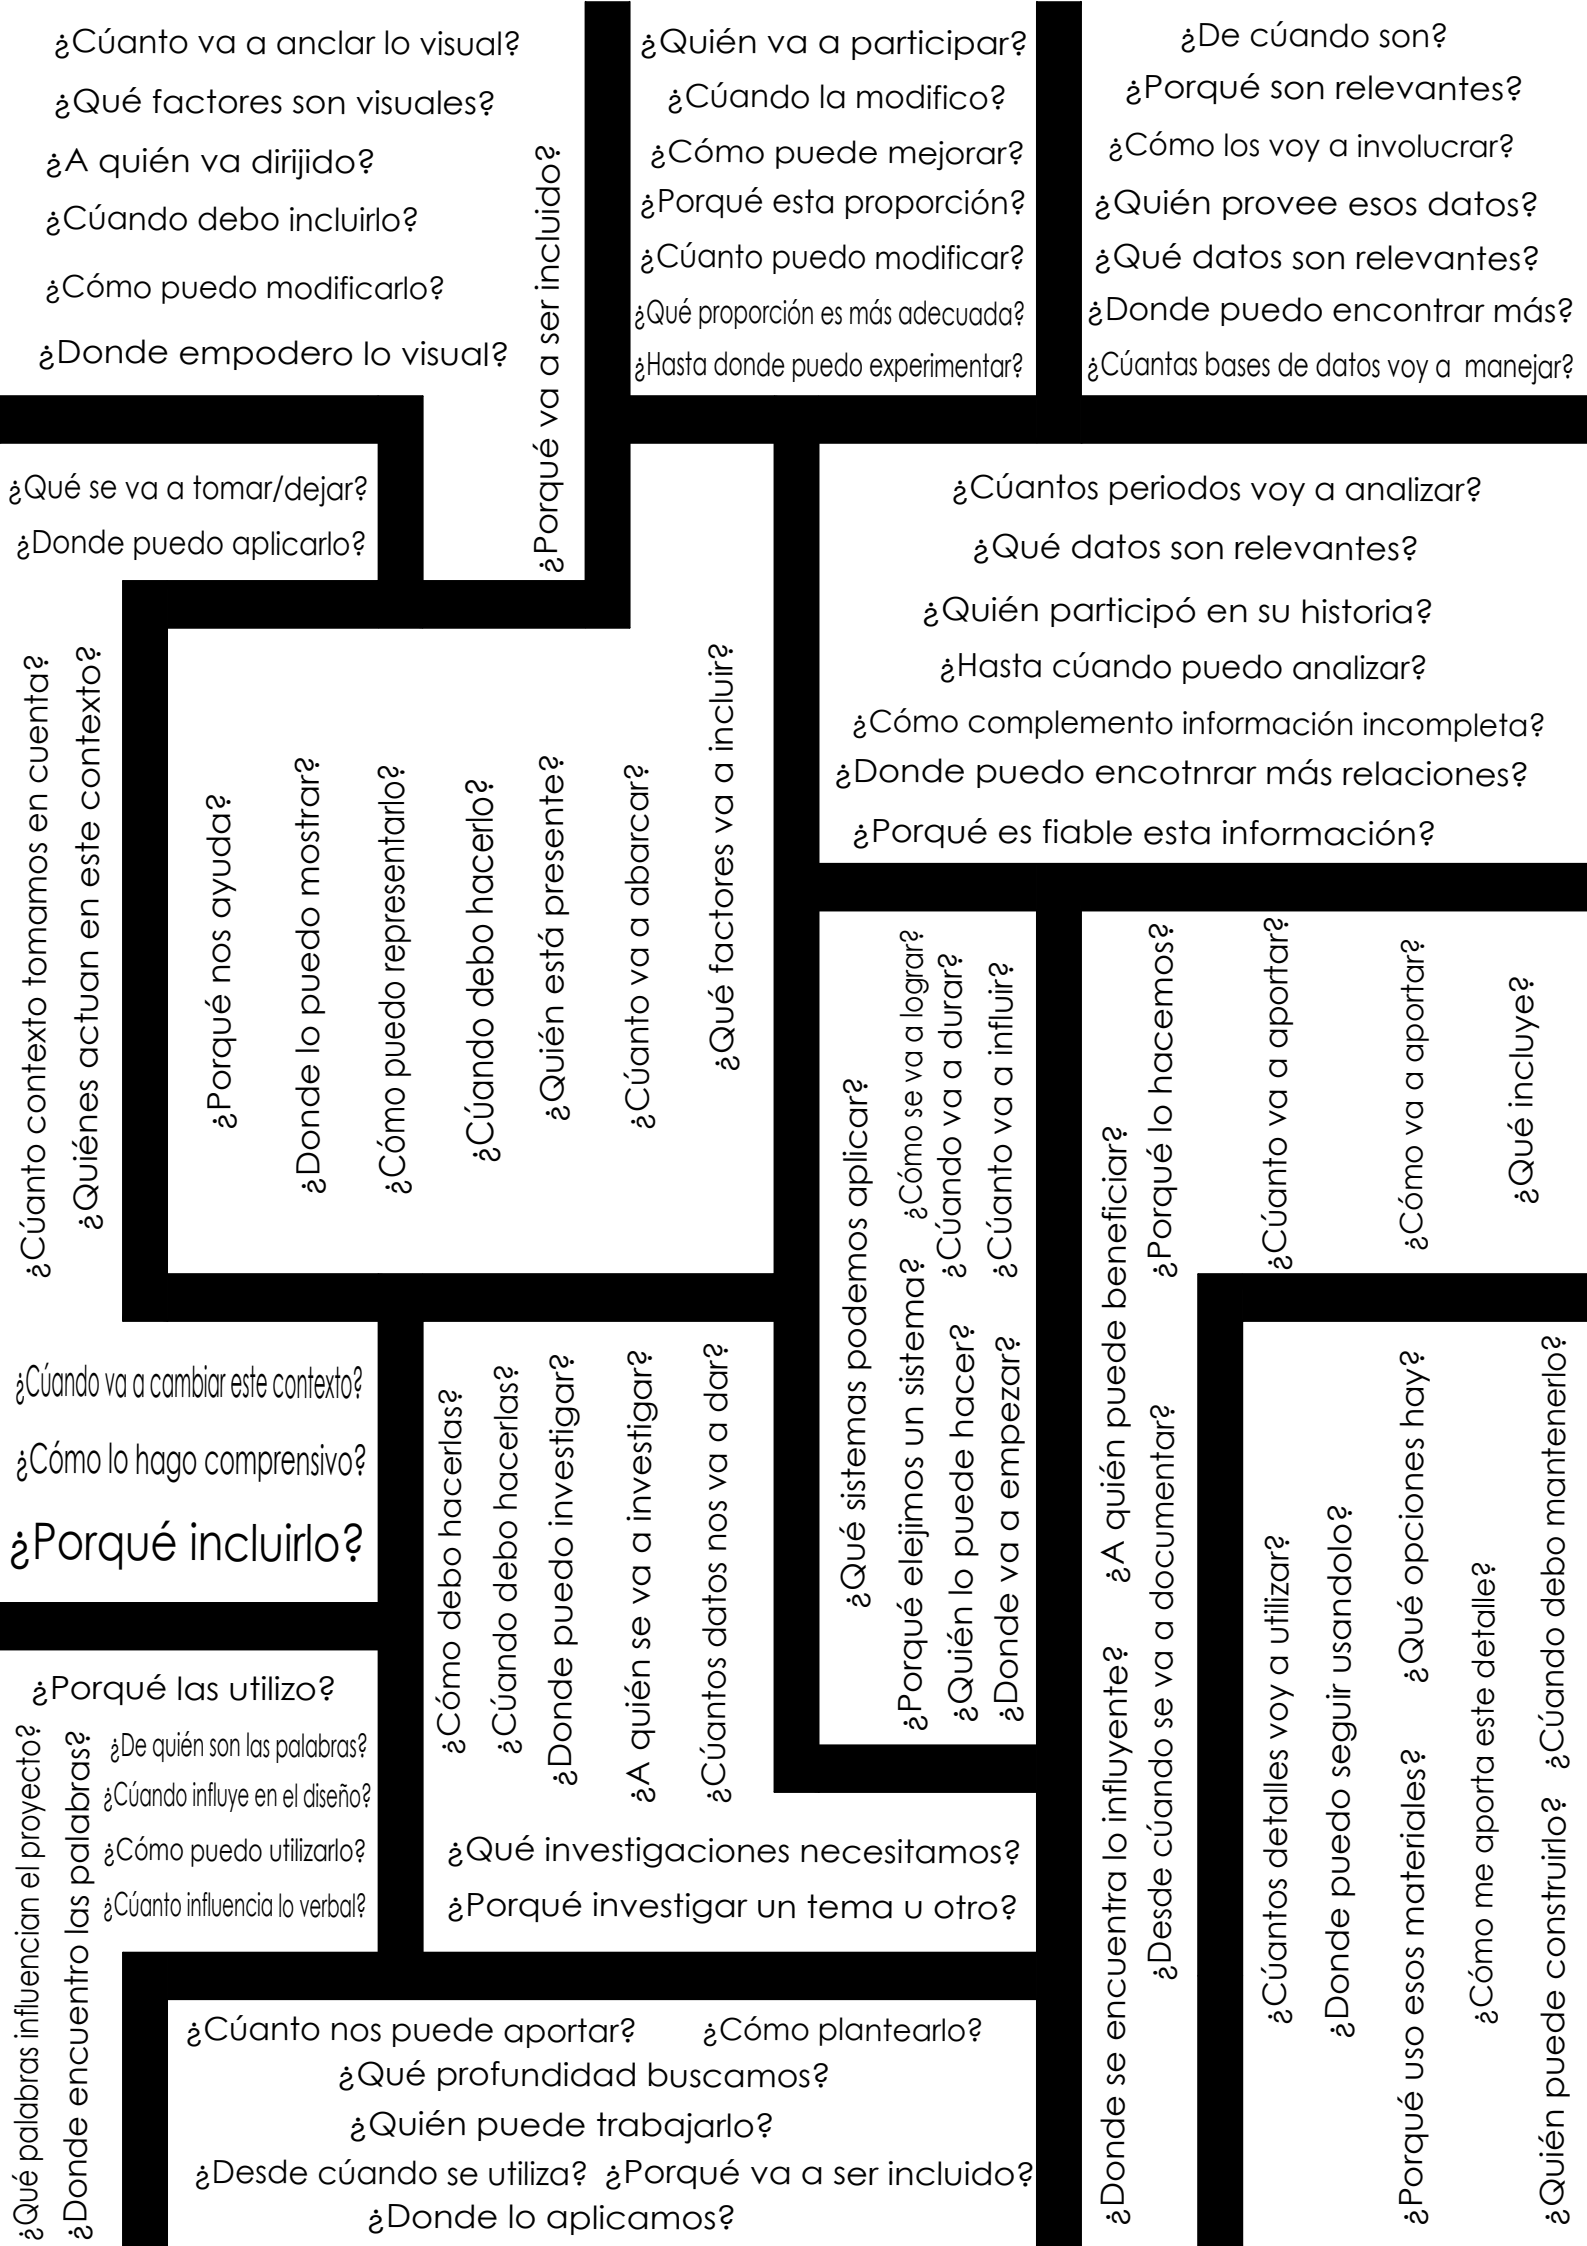 ¿Cúanto va a anclar lo visual?
¿Qué factores son visuales?
¿A quién va dirijido?
¿Cúando debo incluirlo?
¿Cómo puedo modificarlo?
¿Donde empodero lo visual?
¿Porqué va a ser incluido?
¿Quién va a participar?
¿Cúando la modifico?
¿Cómo puede mejorar?
¿Porqué esta proporción?
¿Cúanto puedo modificar?
¿Qué proporción es más adecuada?
¿Hasta donde puedo experimentar?
¿De cúando son?
¿Porqué son relevantes?
¿Cómo los voy a involucrar?
¿Quién provee esos datos?
¿Qué datos son relevantes?
¿Donde puedo encontrar más?
¿Cúantas bases de datos voy a manejar?
¿Qué se va a tomar/dejar?
¿Donde puedo aplicarlo?
¿Cúanto contexto tomamos en cuenta?
¿Quiénes actuan en este contexto?
¿Cúando va a cambiar este contexto?
¿Cómo lo hago comprensivo?
¿Porqué incluirlo?
¿Porqué nos ayuda?
¿Donde lo puedo mostrar?
¿Cómo puedo representarlo?
¿Cúando debo hacerlo?
¿Quién está presente?
¿Cúanto va a abarcar?
¿Qué factores va a incluir?
¿Cúantos periodos voy a analizar?
¿Qué datos son relevantes?
¿Quién participó en su historia?
¿Hasta cúando puedo analizar?
¿Cómo complemento información incompleta?
¿Donde puedo encotnrar más relaciones?
¿Porqué es fiable esta información?
¿Qué sistemas podemos aplicar?
¿Porqué elejimos un sistema?
¿Cómo se va a lograr?
¿Quién lo puede hacer?
¿Cúando va a durar?
¿Donde va a empezar?
¿Cúanto va a influir?
¿Donde se encuentra lo influyente?
¿A quién puede beneficiar?
¿Desde cúando se va a documentar?
¿Porqué lo hacemos?
¿Cúanto va a aportar?
¿Cómo va a aportar?
¿Qué incluye?
¿Cúantos detalles voy a utilizar?
¿Donde puedo seguir usandolo?
¿Porqué uso esos materiales?
¿Qué opciones hay?
¿Cómo me aporta este detalle?
¿Quién puede construirlo?
¿Cúando debo mantenerlo?
¿Cómo debo hacerlas?
¿Cúando debo hacerlas?
¿Donde puedo investigar?
¿A quién se va a investigar?
¿Cúantos datos nos va a dar?
¿Qué investigaciones necesitamos?
¿Porqué investigar un tema u otro?
¿Porqué las utilizo?
¿Qué palabras influencian el proyecto?
¿Donde encuentro las palabras?
¿De quién son las palabras?
¿Cúando influye en el diseño?
¿Cómo puedo utilizarlo?
¿Cúanto influencia lo verbal?
¿Cúanto nos puede aportar? ¿Cómo plantearlo?
¿Qué profundidad buscamos?
¿Quién puede trabajarlo?
¿Desde cúando se utiliza? ¿Porqué va a ser incluido?
¿Donde lo aplicamos?